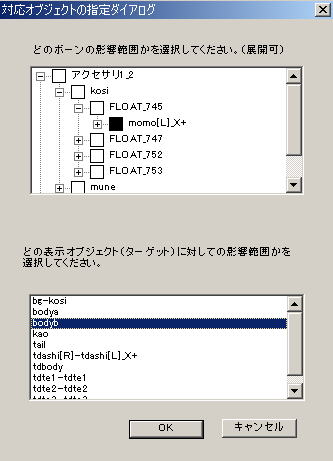 対応オブジェクトの指定ダイアログ
どのボーンの影響範囲かを選択してください。(展開可)
アクセサリ1_2
kosi
FLOAT_745
momo[L]_X+
FLOAT_747
FLOAT_752
FLOAT_753
mune
どの表示オブジェクト(ターゲット)に対しての影響範囲かを
選択してください。
bg-kosi
bodya
bodyb
kao
tail
tdashi[R]-tdashi[L]_X+
tdbody
tdte1-tdte1
tdte2-tdte2
tdte3-tdte3
OK
キャンセル